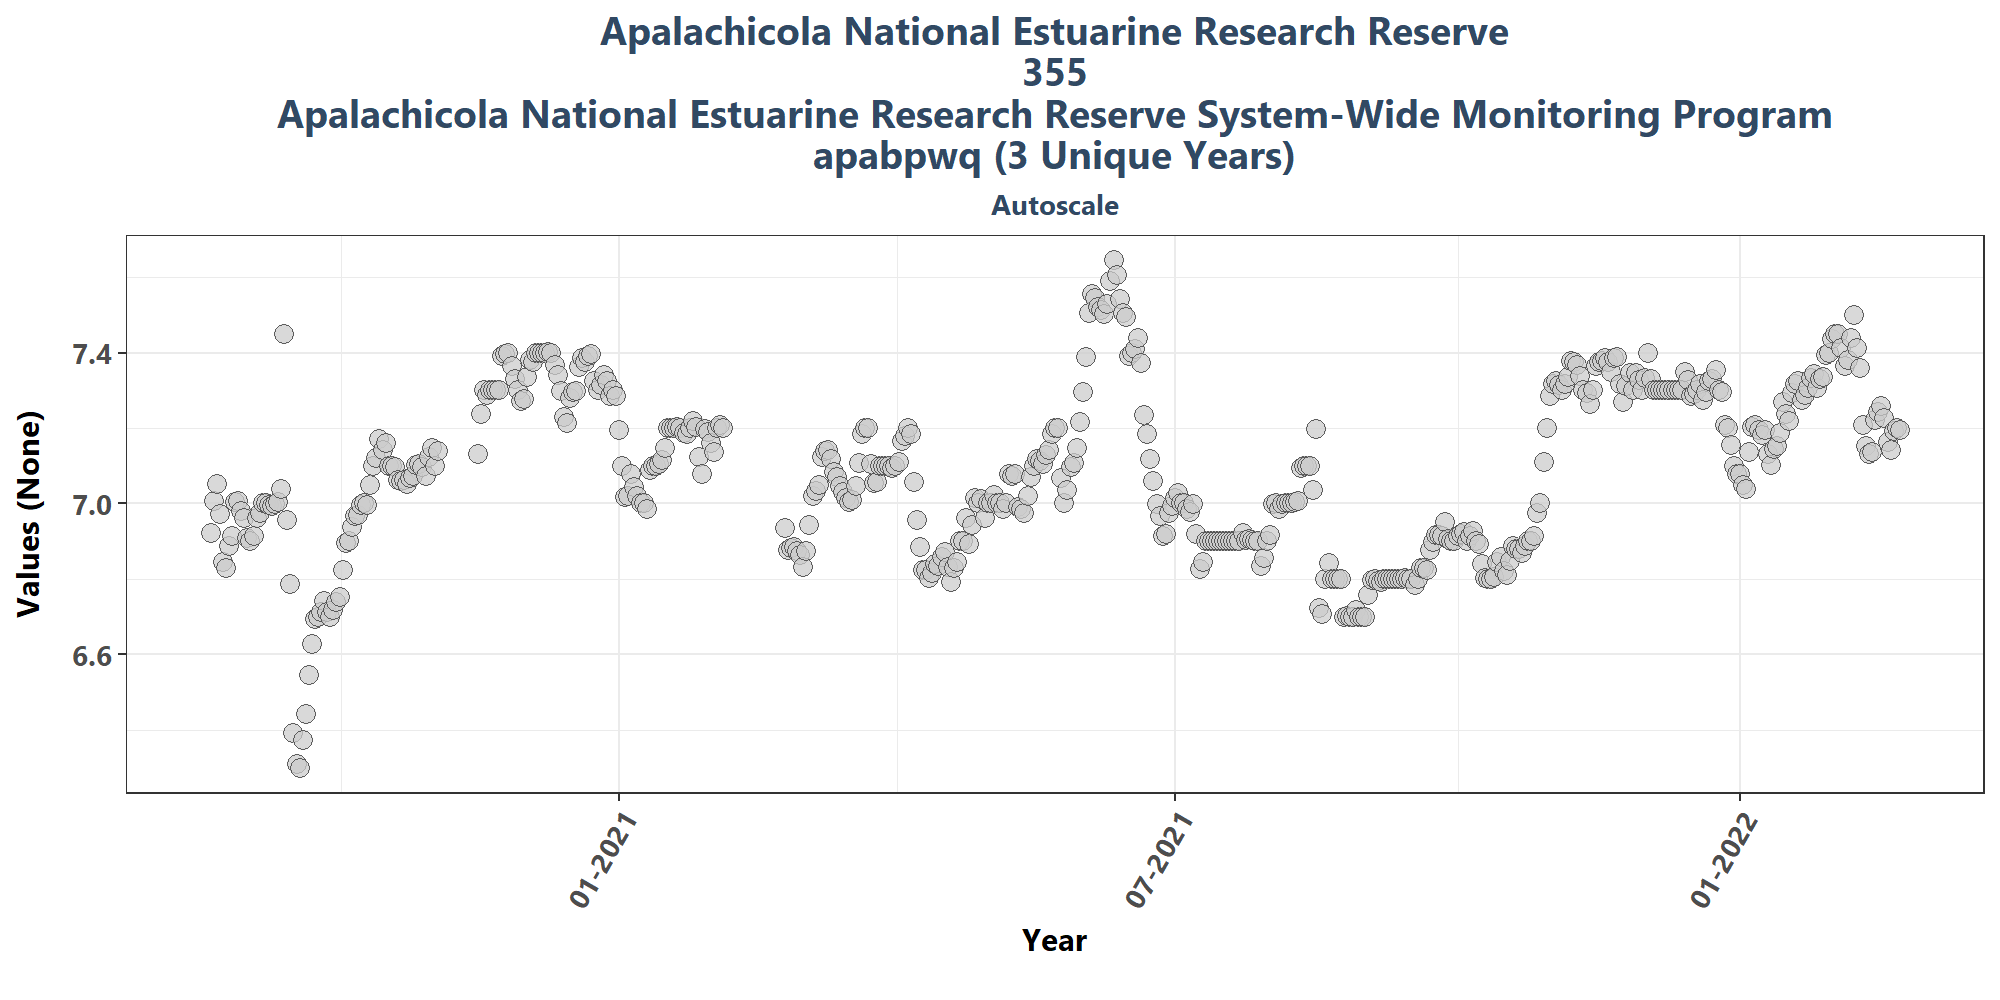 Apalachicola National Estuarine Research Reserve
355
Apalachicola National Estuarine Research Reserve System-Wide Monitoring Program
apabpwq (3 Unique Years)
Autoscale
Values (None)
7.4
7.0
6.6
01-2021
07-2021
01-2022
Year